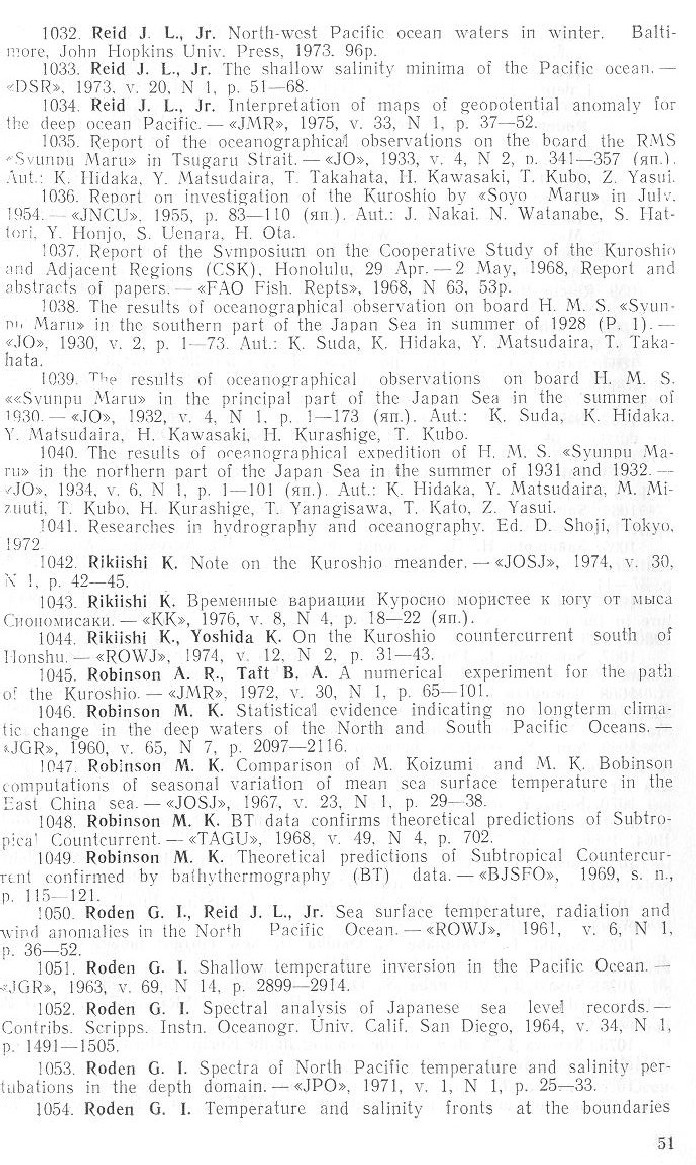 1032. Reid J. L., Jr. North-west Pacific ocean waters in winter. Balti-
more, John Hopkins Univ. Press, 1973. 96p.
1033. Reid J. L., Jr. The shallow salinity minima of the Pacific ocean. —
«DSR», 1973, v. 20, N 1, p. 51—68.
1034. Reid J. L., Jr. Interpretation of maps of geopotential anomaly for
the deep ocean Pacific. — «JMR», 1975, v. 33, N 1, p. 37—52.
1035. Report of the oceanographical observations on the board the RMS
«Syunpu Maru» in Tsugaru Strait. — «JO», 1933, v. 4, N 2, p. 341—357 (яп.).
Aut.: K. Hidaka, Y. Matsudaira, T. Takahata, H. Kawasaki, T. Kubo, Z. Yasui.
1036. Report on investigation of the Kuroshio by «Soyo Maru» in July.
1954. — «JNCU», 1955, p. 83—110 (яп.). Aut.: J. Nakai, N. Watanabe, S. Hat-
tori, Y. Honjo, S. Uenara, H. Ota.
1037. Report of the Symposium on the Cooperative Study of the Kuroshio
and Adjacent Regions (CSK), Honolulu, 29 Apr. — 2 May, 1968, Report and
abstracts of papers. — «FAO Fish. Repts», 1968, N 63, 53p.
1038. The results of oceanographical observation on board H. M. S. «Syun-
pu Maru» in the southern part of the Japan Sea in summer of 1928 (P. 1). —
«JO», 1930, v. 2, p. 1—73. Aut.: K. Suda, K. Hidaka, Y. Matsudaira, T. Taka-
hata.
1039. The results of oceanographical observations on board H. M. S.
««Svunpu Maru» in the principal part of the Japan Sea in the summer of
1930. — «JO», 1932, v. 4, N 1, p. 1—173 (яп.). Aut.: K. Suda, K. Hidaka.
Y. Matsudaira, H. Kawasaki, H. Kurashige, T. Kubo.
1040. The results of oceanographical expedition of H. M. S. «Syunpu Ma-
ru» in the northern part of the Japan Sea in the summer of 1931 and 1932. —
«JO», 1934, v. 6, N 1, p. 1—101 (яп.). Aut.: K. Hidaka, Y. Matsudaira, M. Mi-
zuuti, T. Kubo, H. Kurashige, T. Yanagisawa, T. Kato, Z. Yasui.
1041. Researches in hydrography and oceanography. Ed. D. Shoji, Tokyo,
1972
1042. Rikiishi K. Note on the Kuroshio meander. — «JOSJ», 1974, v. 30,
N 1, p. 42—45.
1043. Rikiishi K. Временные вариации Куросио мористее к югу от мыса
Сиономисаки. — «KK», 1976, v. 8, N 4, p. 18—22 (яп.).
1044. Rikiishi K., Yoshida K. On the Kuroshio countercurrent south of
Honshu. — «ROWJ», 1974, v. 12, N 2, p. 31—43.
1045. Robinson A. R., Taft B. A. A numerical experiment for the path
of the Kuroshio. — «JMR», 1972, v. 30, N 1, p. 65—101.
1046. Robinson M. K. Statistical evidence indicating no longterm clima-
tic change in the deep waters of the North and South Pacific Oceans. —
«JGR», 1960, v. 65, N 7, p. 2097—2116.
1047. Robinson M. K. Comparison of M. Koizumi and M. K. Bobinson
computations of seasonal variation of mean sea surface temperature in the
East China sea. — «JOSJ», 1967, v. 23, N 1, p. 29—38.
1048. Robinson M. K. BT data confirms theoretical predictions of Subtro-
pical Countcurrent. — «TAGU», 1968, v. 49, N 4, p. 702.
1049. Robinson M. K. Theoretical predictions of Subtropical Countercur-
rent confirmed by bathythermography (BT) data. — «BJSFO», 1969, s. n.,
p. 115—121.
1050. Roden G. I., Reid J. L., Jr. Sea surface temperature, radiation and
wind anomalies in the North Pacific Ocean. — «ROWJ», 1961, v. 6, N 1,
p. 36—52.
1051. Roden G. I. Shallow temperature inversion in the Pacific Ocean. —
«JGR», 1963, v. 69, N 14, p. 2899—2914.
1052. Roden G. I. Spectral analysis of Japanese sea level records. —
Contribs. Scripps. Instn. Oceanogr. Univ. Calif. San Diego, 1964, v. 34, N 1,
p. 1491—1505.
1053. Roden G. I. Spectra of North Pacific temperature and salinity per-
tubations in the depth domain. — «JPO», 1971, v. 1, N 1, p. 25—33.
1054. Roden G. I. Temperature and salinity fronts at the boundaries
51